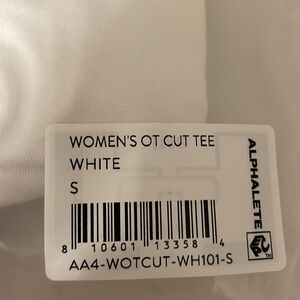 WOMEN'S OT CUT TEE
WHITE
S
8 10601 13358 4
AA4-WOTCUT-WH101-S
ALPHALETE